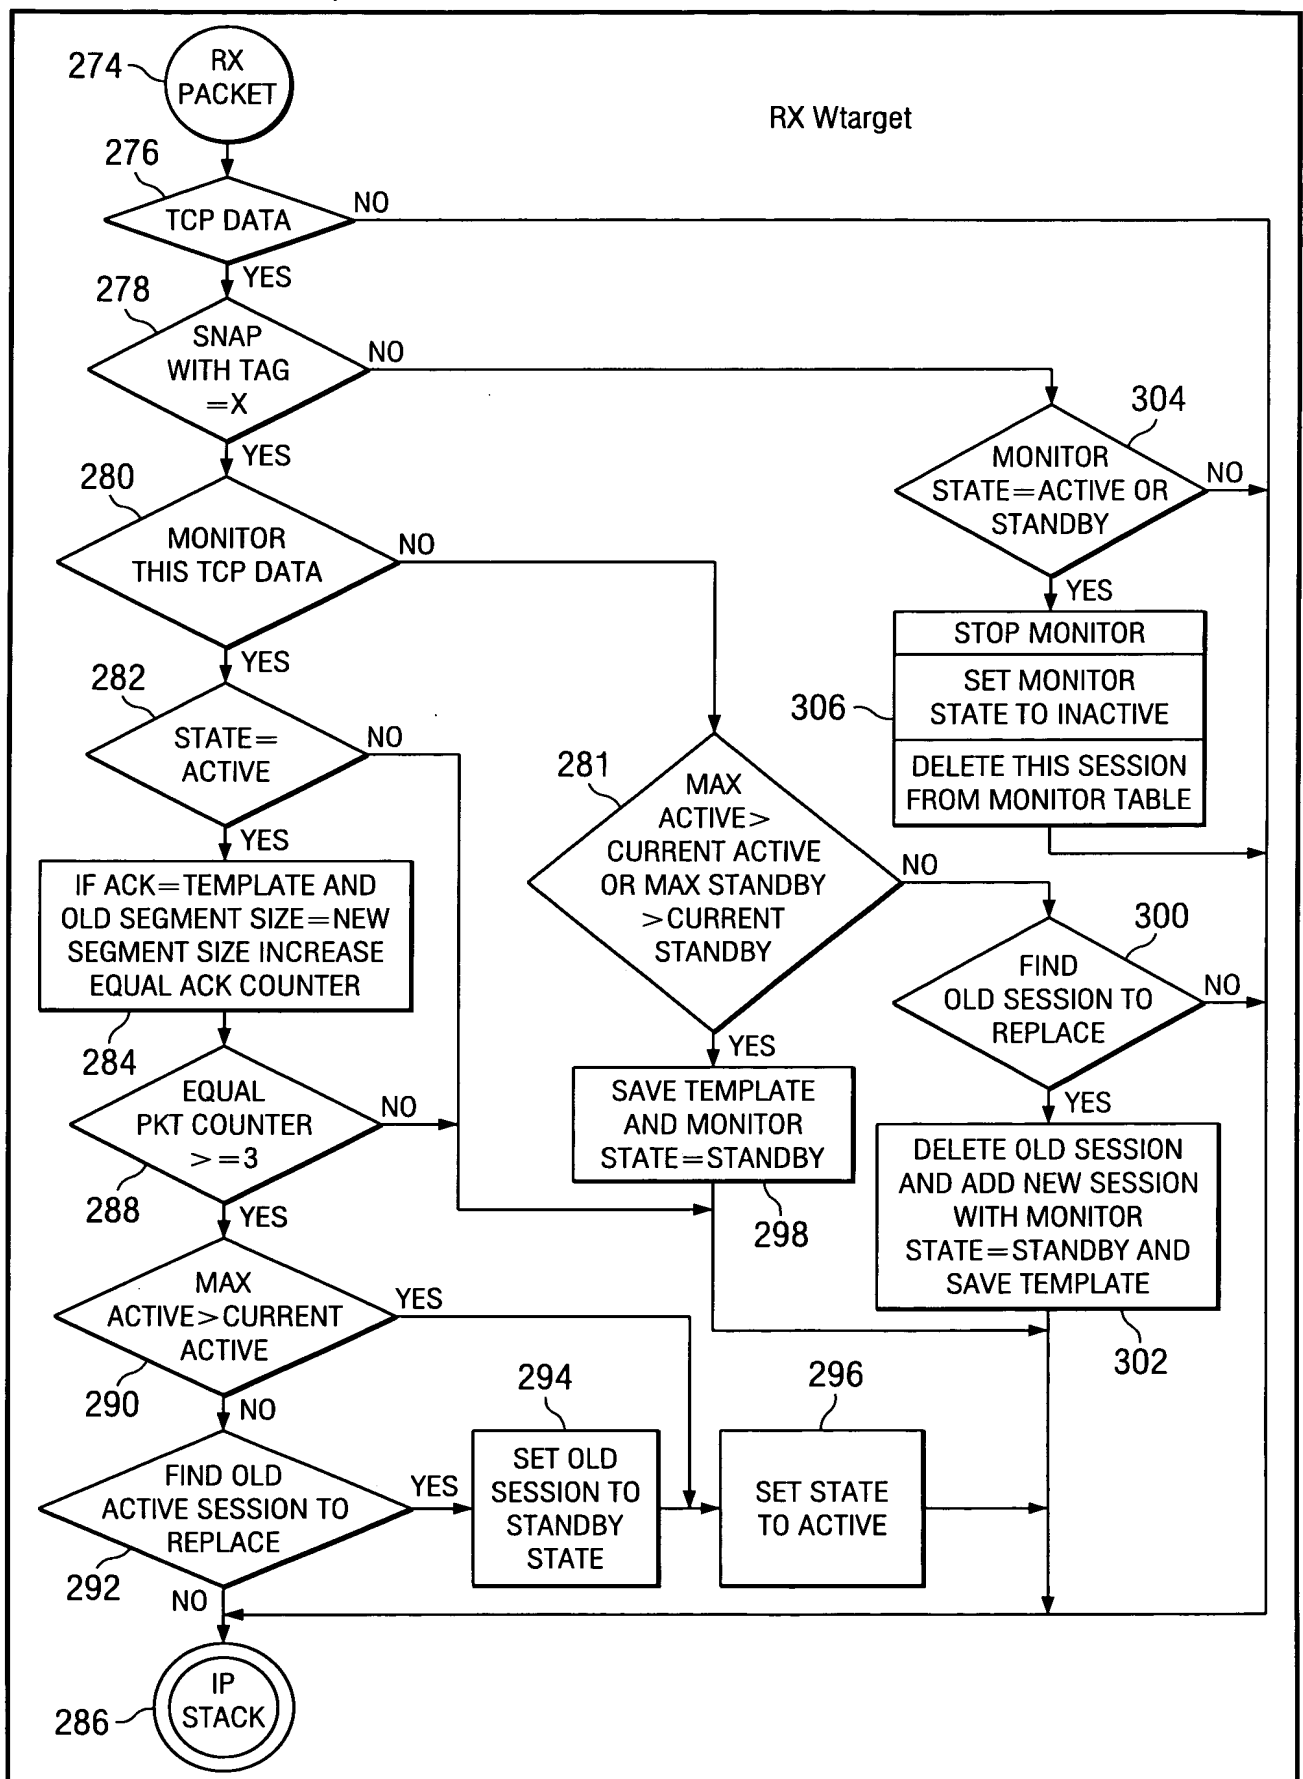 274
RX
PACKET
RX Wtarget
276
TCP DATA
NO
YES
278
SNAP
WITH TAG
=X
NO
YES
304
MONITOR
STATE=ACTIVE OR
STANDBY
NO
YES
280
MONITOR
THIS TCP DATA
NO
YES
306
STOP MONITOR
SET MONITOR
STATE TO INACTIVE
DELETE THIS SESSION
FROM MONITOR TABLE
282
STATE=
ACTIVE
NO
YES
281
MAX
ACTIVE>
CURRENT ACTIVE
OR MAX STANDBY
>CURRENT
STANDBY
NO
YES
IF ACK=TEMPLATE AND
OLD SEGMENT SIZE=NEW
SEGMENT SIZE INCREASE
EQUAL ACK COUNTER
284
300
FIND
OLD SESSION TO
REPLACE
NO
YES
EQUAL
PKT COUNTER
>=3
NO
288
YES
SAVE TEMPLATE
AND MONITOR
STATE=STANDBY
298
DELETE OLD SESSION
AND ADD NEW SESSION
WITH MONITOR
STATE=STANDBY AND
SAVE TEMPLATE
302
MAX
ACTIVE>CURRENT
ACTIVE
YES
290
NO
FIND OLD
ACTIVE SESSION TO
REPLACE
YES
292
NO
294
SET OLD
SESSION TO
STANDBY
STATE
296
SET STATE
TO ACTIVE
IP
STACK
286